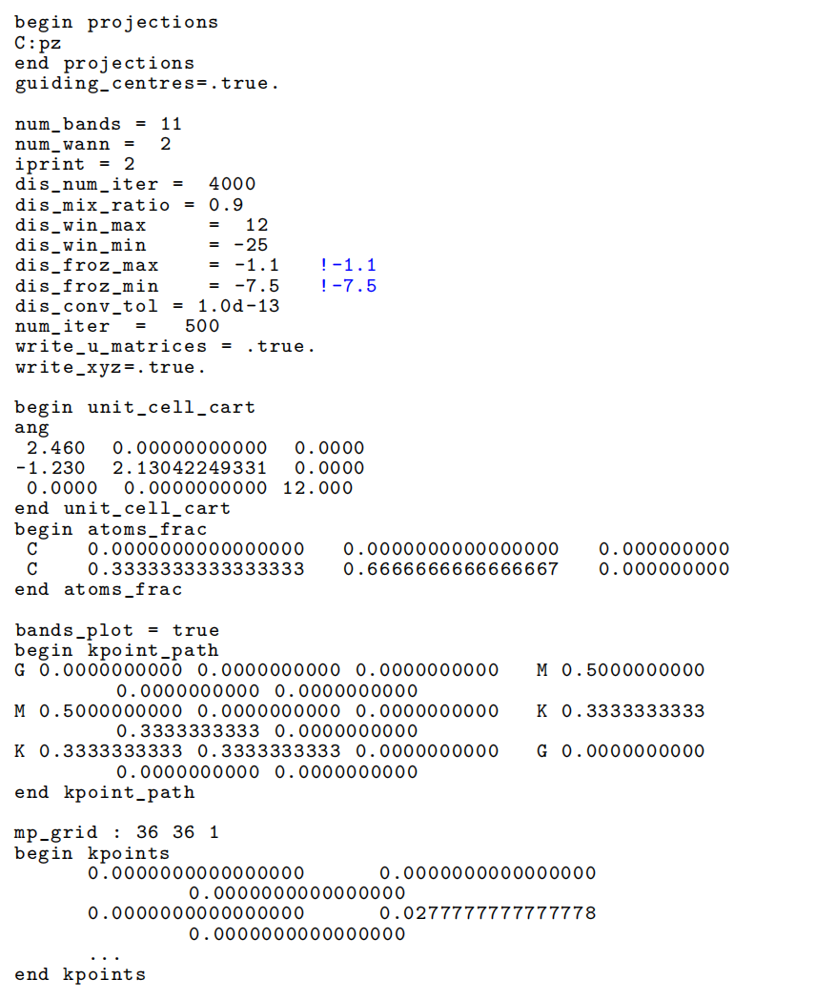 begin projections
C:pz
end projections
guiding_centres=.true.

num_bands = 11
num_wann =  2
iprint = 2
dis_num_iter =  4000
dis_mix_ratio = 0.9
dis_win_max     =  12
dis_win_min     = -25
dis_froz_max    = -1.1   !-1.1
dis_froz_min    = -7.5   !-7.5
dis_conv_tol = 1.0d-13
num_iter  =   500
write_u_matrices = .true.
write_xyz=.true.

begin unit_cell_cart
ang
 2.460  0.00000000000  0.0000
-1.230  2.13042249331  0.0000
 0.0000  0.0000000000 12.000
end unit_cell_cart
begin atoms_frac
 C    0.0000000000000000   0.0000000000000000   0.000000000
 C    0.3333333333333333   0.6666666666666667   0.000000000
end atoms_frac

bands_plot = true
begin kpoint_path
G 0.0000000000 0.0000000000 0.0000000000   M 0.5000000000
        0.0000000000 0.0000000000
M 0.5000000000 0.0000000000 0.0000000000   K 0.3333333333
        0.3333333333 0.0000000000
K 0.3333333333 0.3333333333 0.0000000000   G 0.0000000000
        0.0000000000 0.0000000000
end kpoint_path

mp_grid : 36 36 1
begin kpoints
      0.0000000000000000      0.0000000000000000
              0.0000000000000000
      0.0000000000000000      0.0277777777777778
              0.0000000000000000
      ...
end kpoints